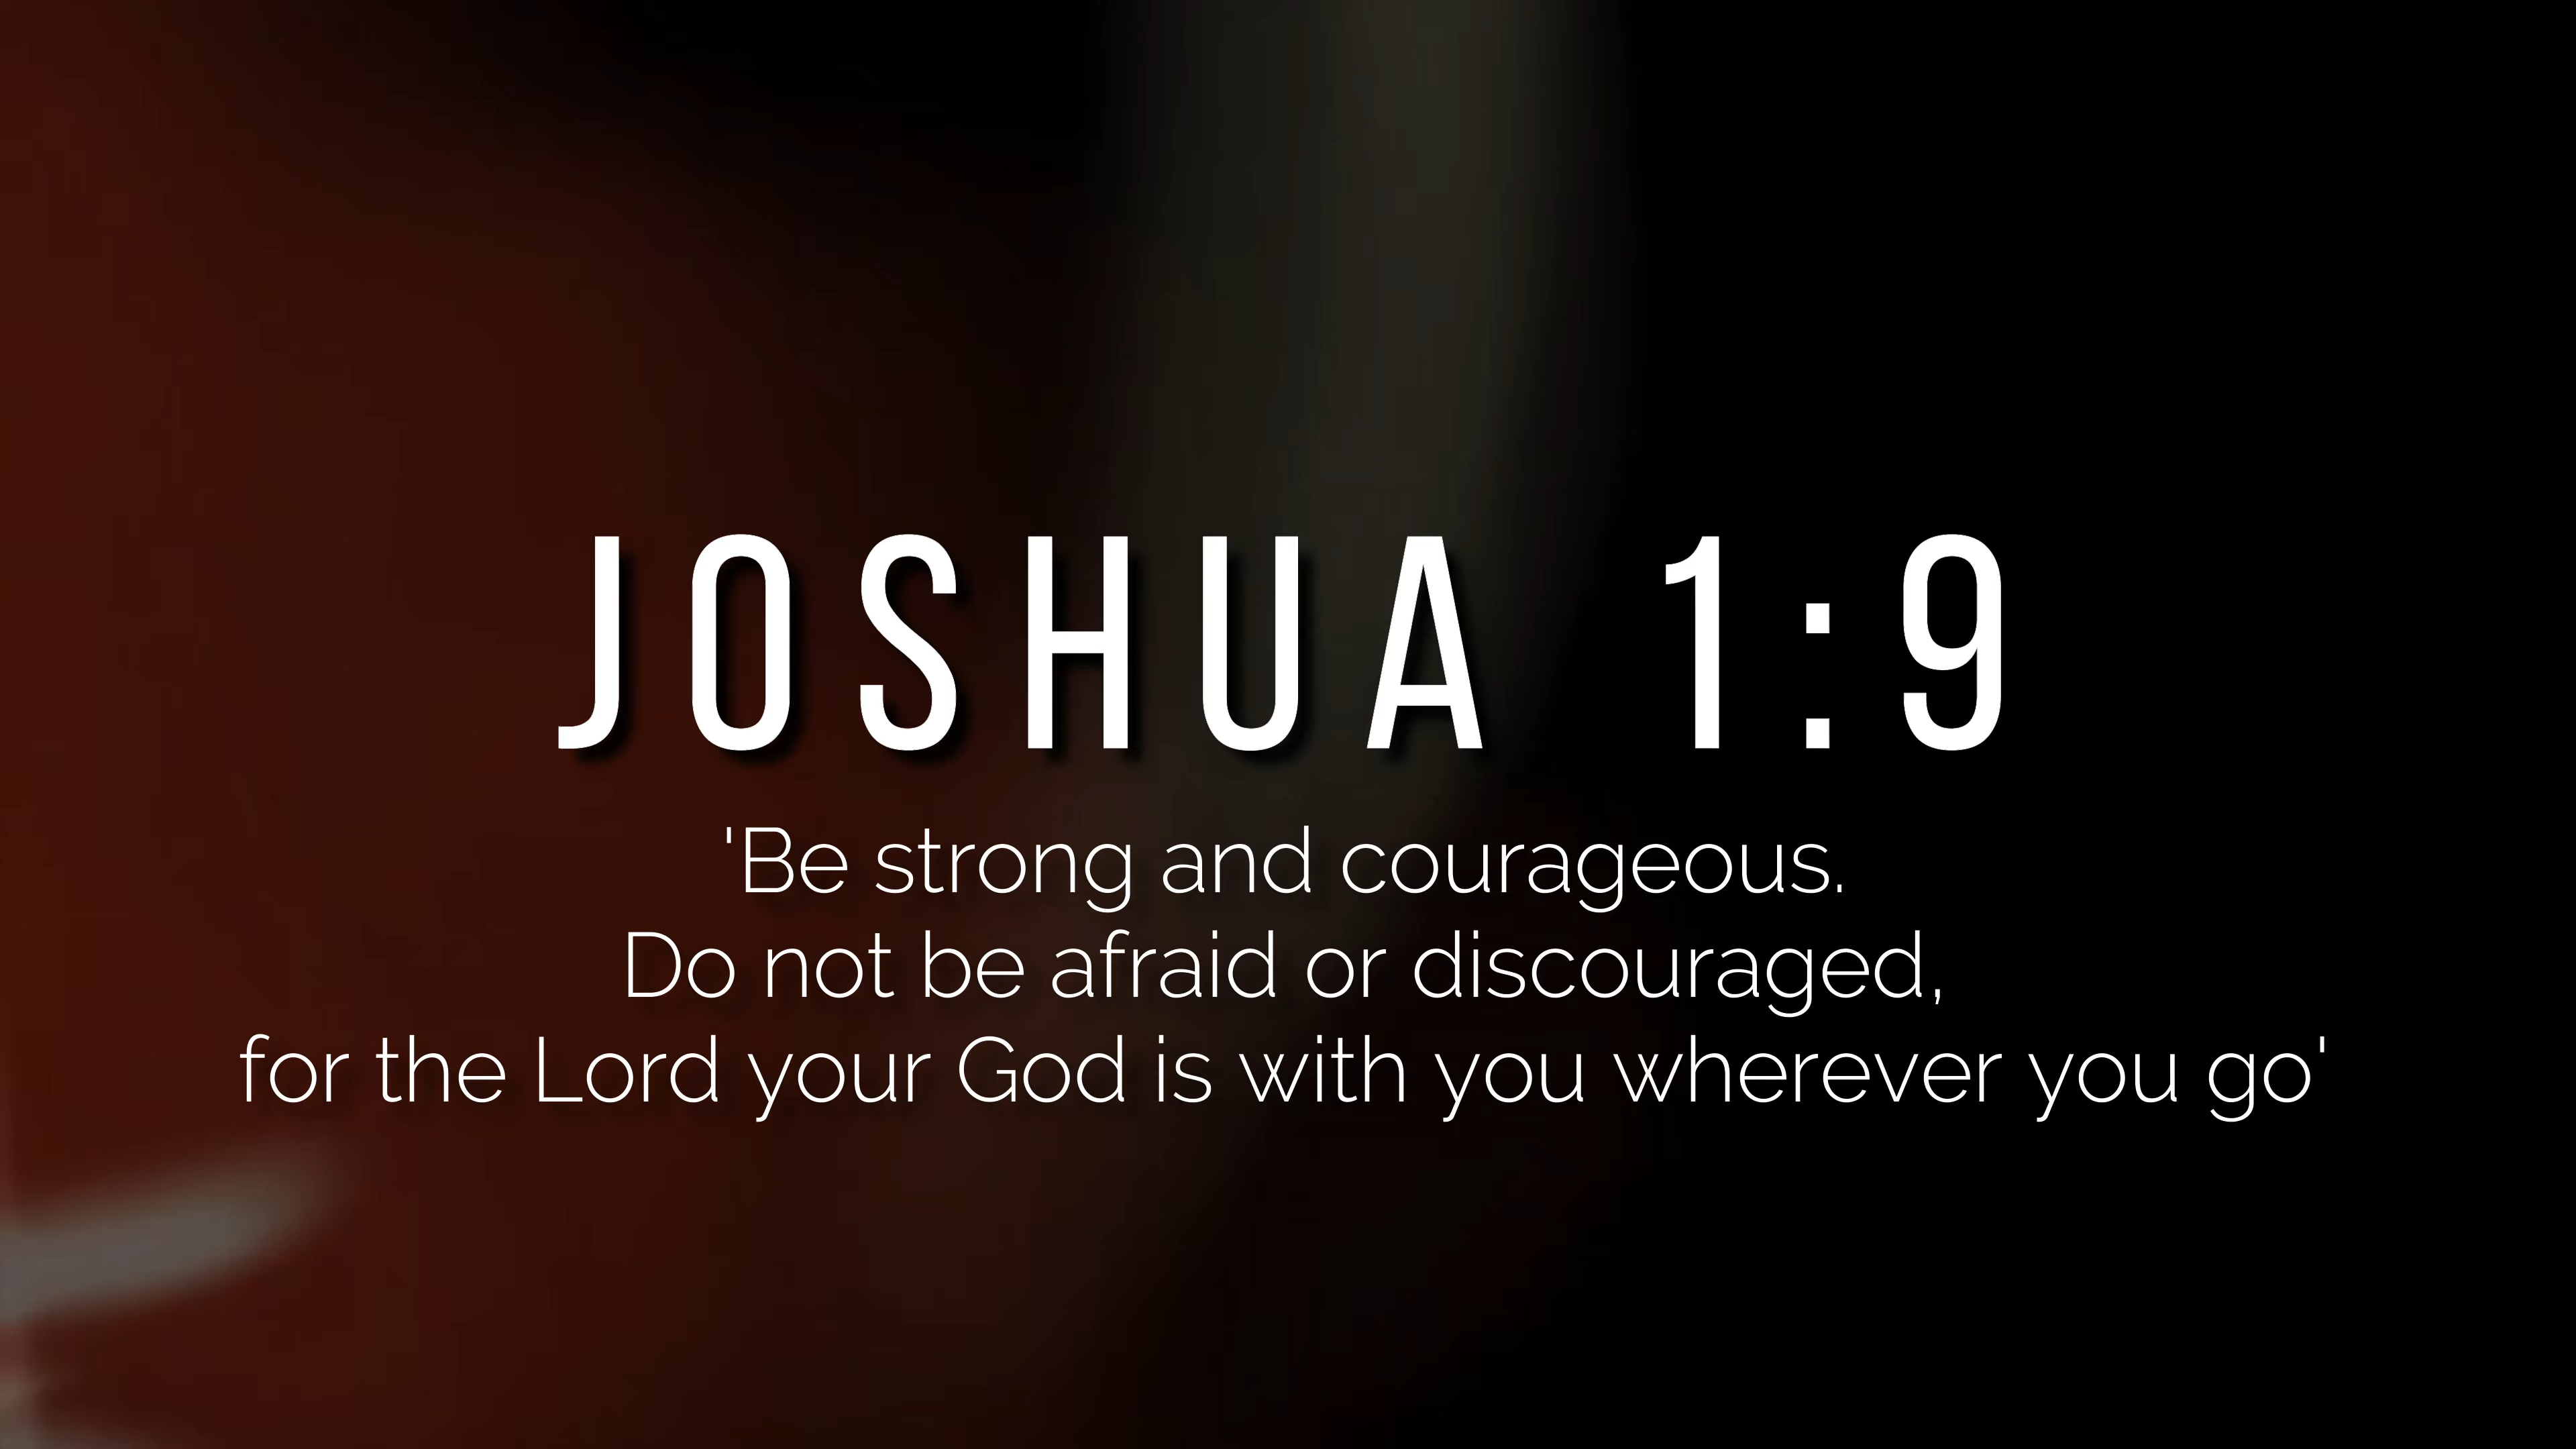 JOSHUA 1:9
'Be strong and courageous.
Do not be afraid or discouraged,
for the Lord your God is with you wherever you go'